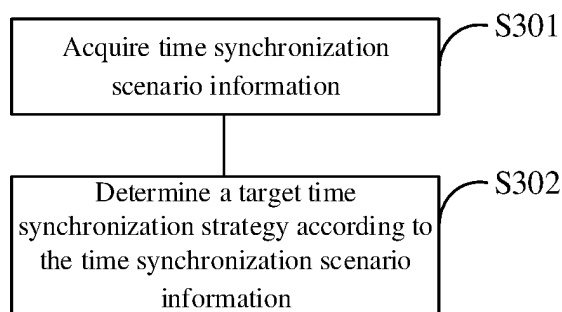 S301
Acquire time synchronization
scenario information
S302
Determine a target time
synchronization strategy according to
the time synchronization scenario
information